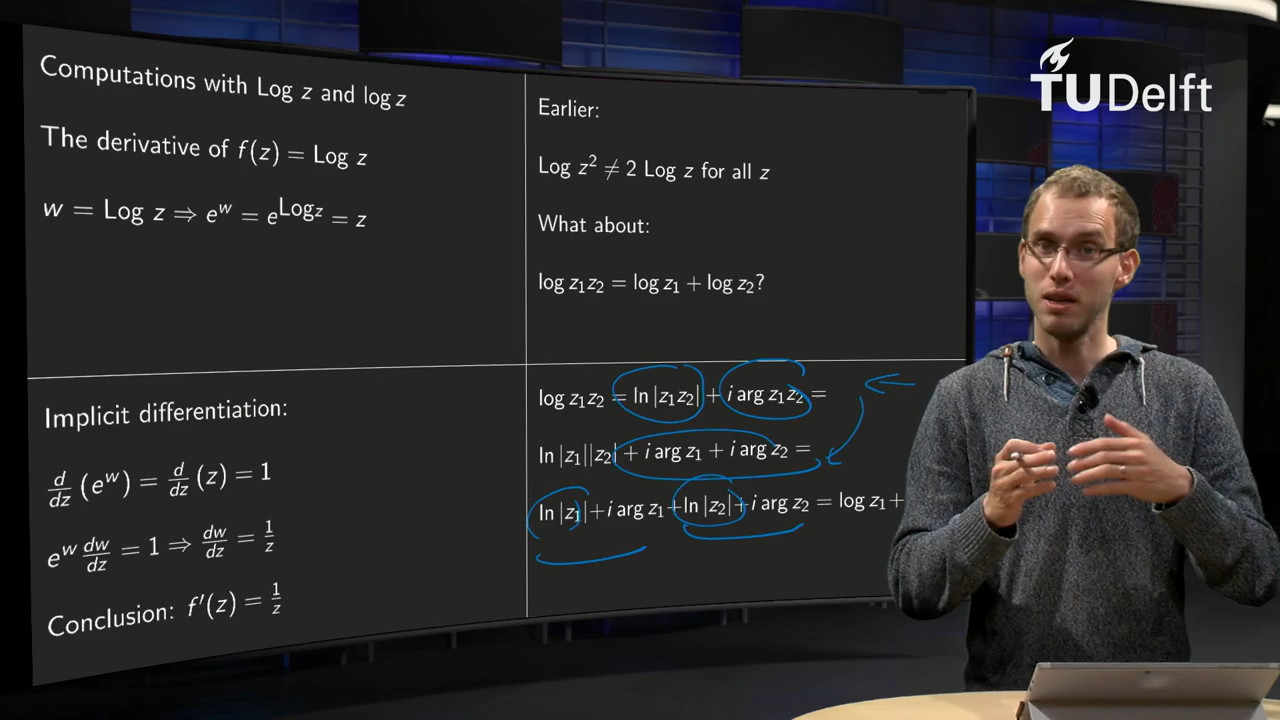 Computations with Log z and log z
The derivative of f(z) = Log z
w = Log z ⇒ e^w = e^{Log z} = z
Implicit differentiation:
d/dz (e^w) = d/dz (z) = 1
e^w dw/dz = 1 ⇒ dw/dz = 1/z
Conclusion: f'(z) = 1/z
Earlier:
Log z² ≠ 2 Log z for all z
What about:
log z₁z₂ = log z₁ + log z₂?
log z₁z₂ = ln |z₁z₂| + i arg z₁z₂ =
ln |z₁||z₂| + i arg z₁ + i arg z₂ =
ln |z₁| + i arg z₁ + ln |z₂| + i arg z₂ = log z₁ +
TUDelft